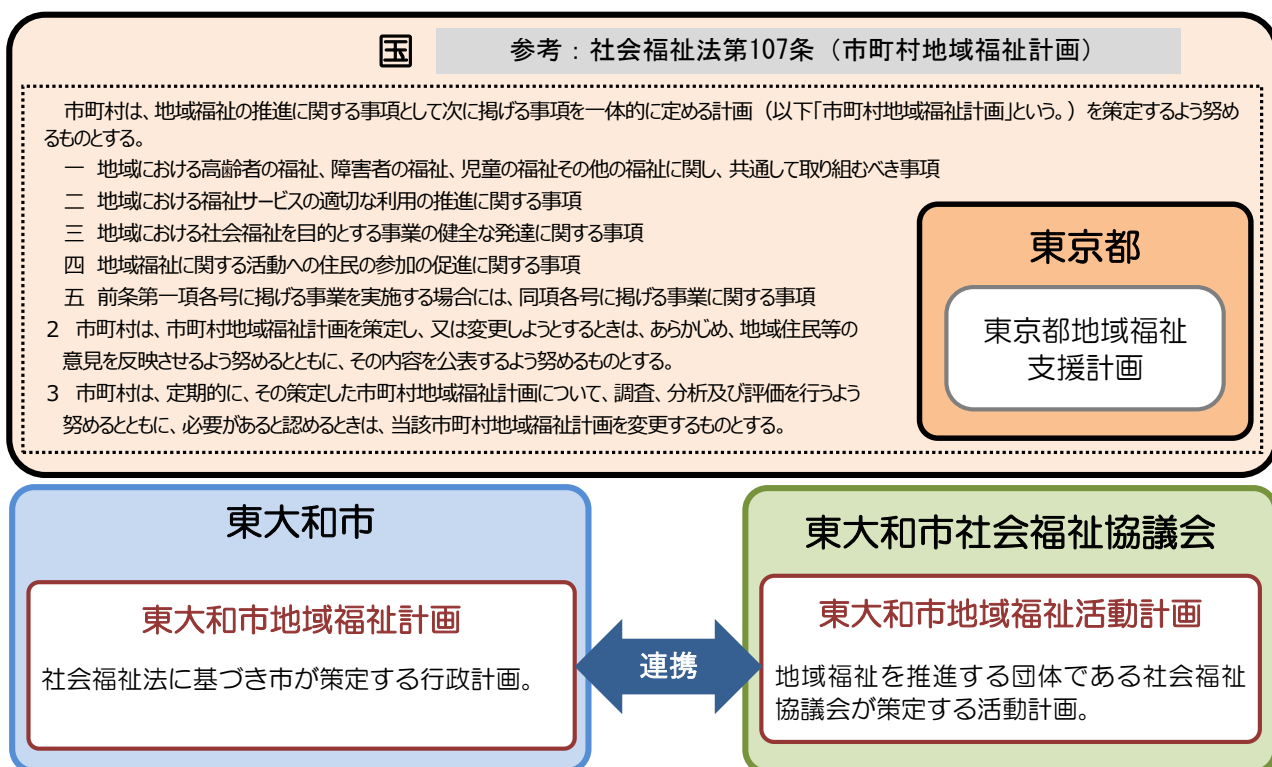 国
参考：社会福祉法第107条（市町村地域福祉計画）
市町村は、地域福祉の推進に関する事項として次に掲げる事項を一体的に定める計画（以下「市町村地域福祉計画」という。）を策定するよう努め
るものとする。
一　地域における高齢者の福祉、障害者の福祉、児童の福祉その他の福祉に関し、共通して取り組むべき事項
二　地域における福祉サービスの適切な利用の推進に関する事項
三　地域における社会福祉を目的とする事業の健全な発達に関する事項
四　地域福祉に関する活動への住民の参加の促進に関する事項
五　前条第一項各号に掲げる事業を実施する場合には、同項各号に掲げる事業に関する事項
2　市町村は、市町村地域福祉計画を策定し、又は変更しようとするときは、あらかじめ、地域住民等の
意見を反映させるよう努めるとともに、その内容を公表するよう努めるものとする。
3　市町村は、定期的に、その策定した市町村地域福祉計画について、調査、分析及び評価を行うよう
努めるとともに、必要があると認めるときは、当該市町村地域福祉計画を変更するものとする。
東京都
東京都地域福祉
支援計画
東大和市
東大和市地域福祉計画
社会福祉法に基づき市が策定する行政計画。
連携
東大和市社会福祉協議会
東大和市地域福祉活動計画
地域福祉を推進する団体である社会福祉
協議会が策定する活動計画。